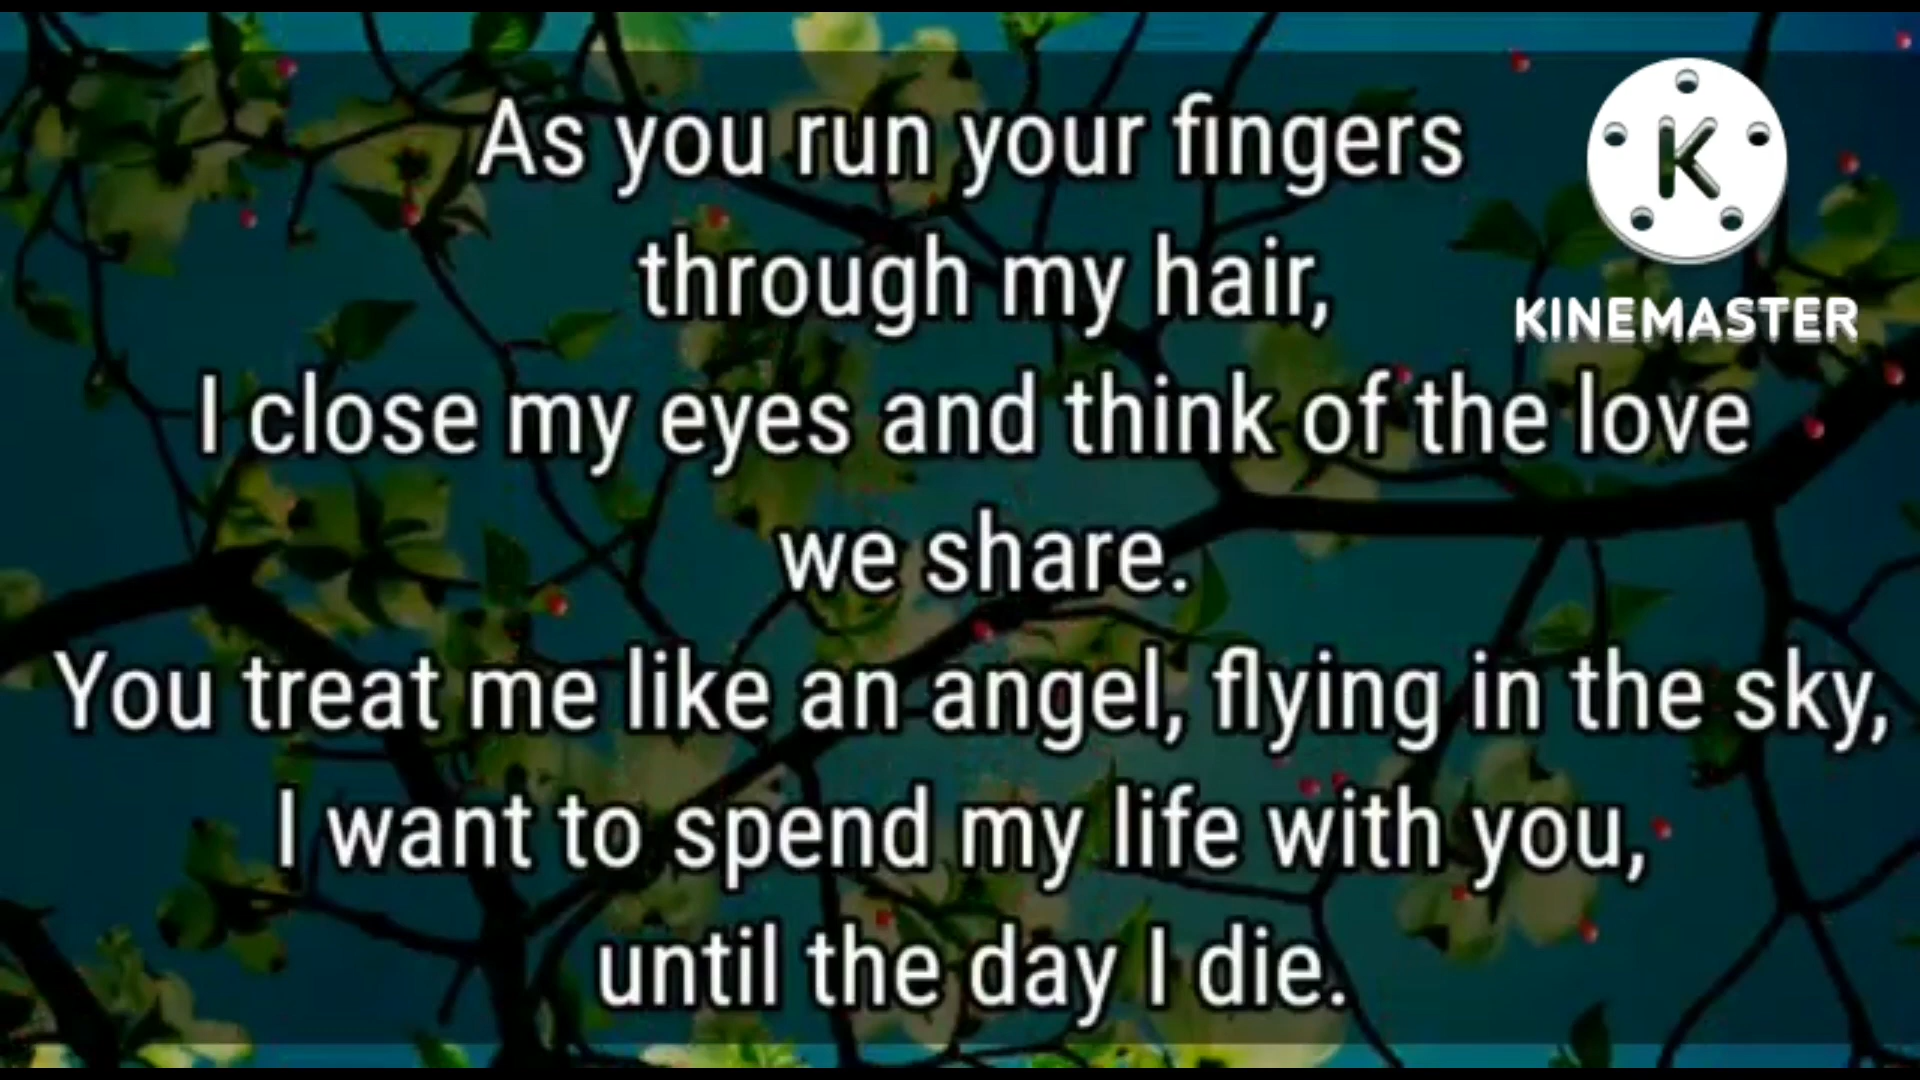 As you run your fingers
through my hair,
I close my eyes and think of the love
we share.
You treat me like an angel, flying in the sky,
I want to spend my life with you,
until the day I die.
K
KINEMASTER